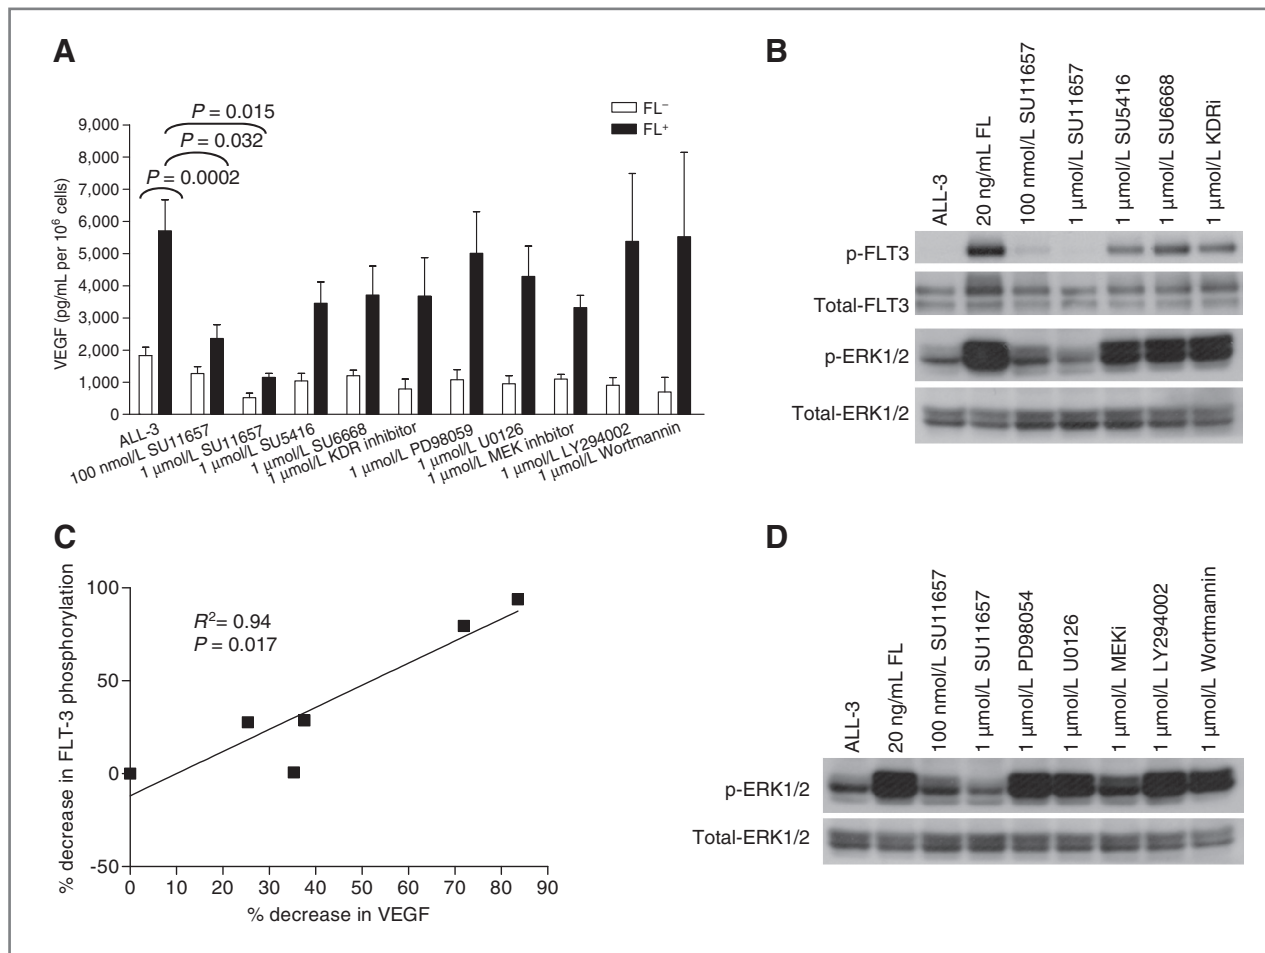 A
FL⁻
FL⁺
P = 0.015
P = 0.032
P = 0.0002
VEGF (pg/mL per 10⁶ cells)
9,000
8,000
7,000
6,000
5,000
4,000
3,000
2,000
1,000
0
ALL-3
100 nmol/L SU11657
1 μmol/L SU11657
1 μmol/L SU5416
1 μmol/L SU6668
1 μmol/L KDR inhibitor
1 μmol/L PD98059
1 μmol/L U0126
1 μmol/L MEK inhbitor
1 μmol/L LY294002
1 μmol/L Wortmannin
B
ALL-3
20 ng/mL FL
100 nmol/L SU11657
1 μmol/L SU11657
1 μmol/L SU5416
1 μmol/L SU6668
1 μmol/L KDRi
p-FLT3
Total-FLT3
p-ERK1/2
Total-ERK1/2
C
% decrease in FLT-3 phosphorylation
100
50
0
-50
R²= 0.94
P = 0.017
0 10 20 30 40 50 60 70 80 90
% decrease in VEGF
D
ALL-3
20 ng/mL FL
100 nmol/L SU11657
1 μmol/L SU11657
1 μmol/L PD98054
1 μmol/L U0126
1 μmol/L MEKi
1 μmol/L LY294002
1 μmol/L Wortmannin
p-ERK1/2
Total-ERK1/2